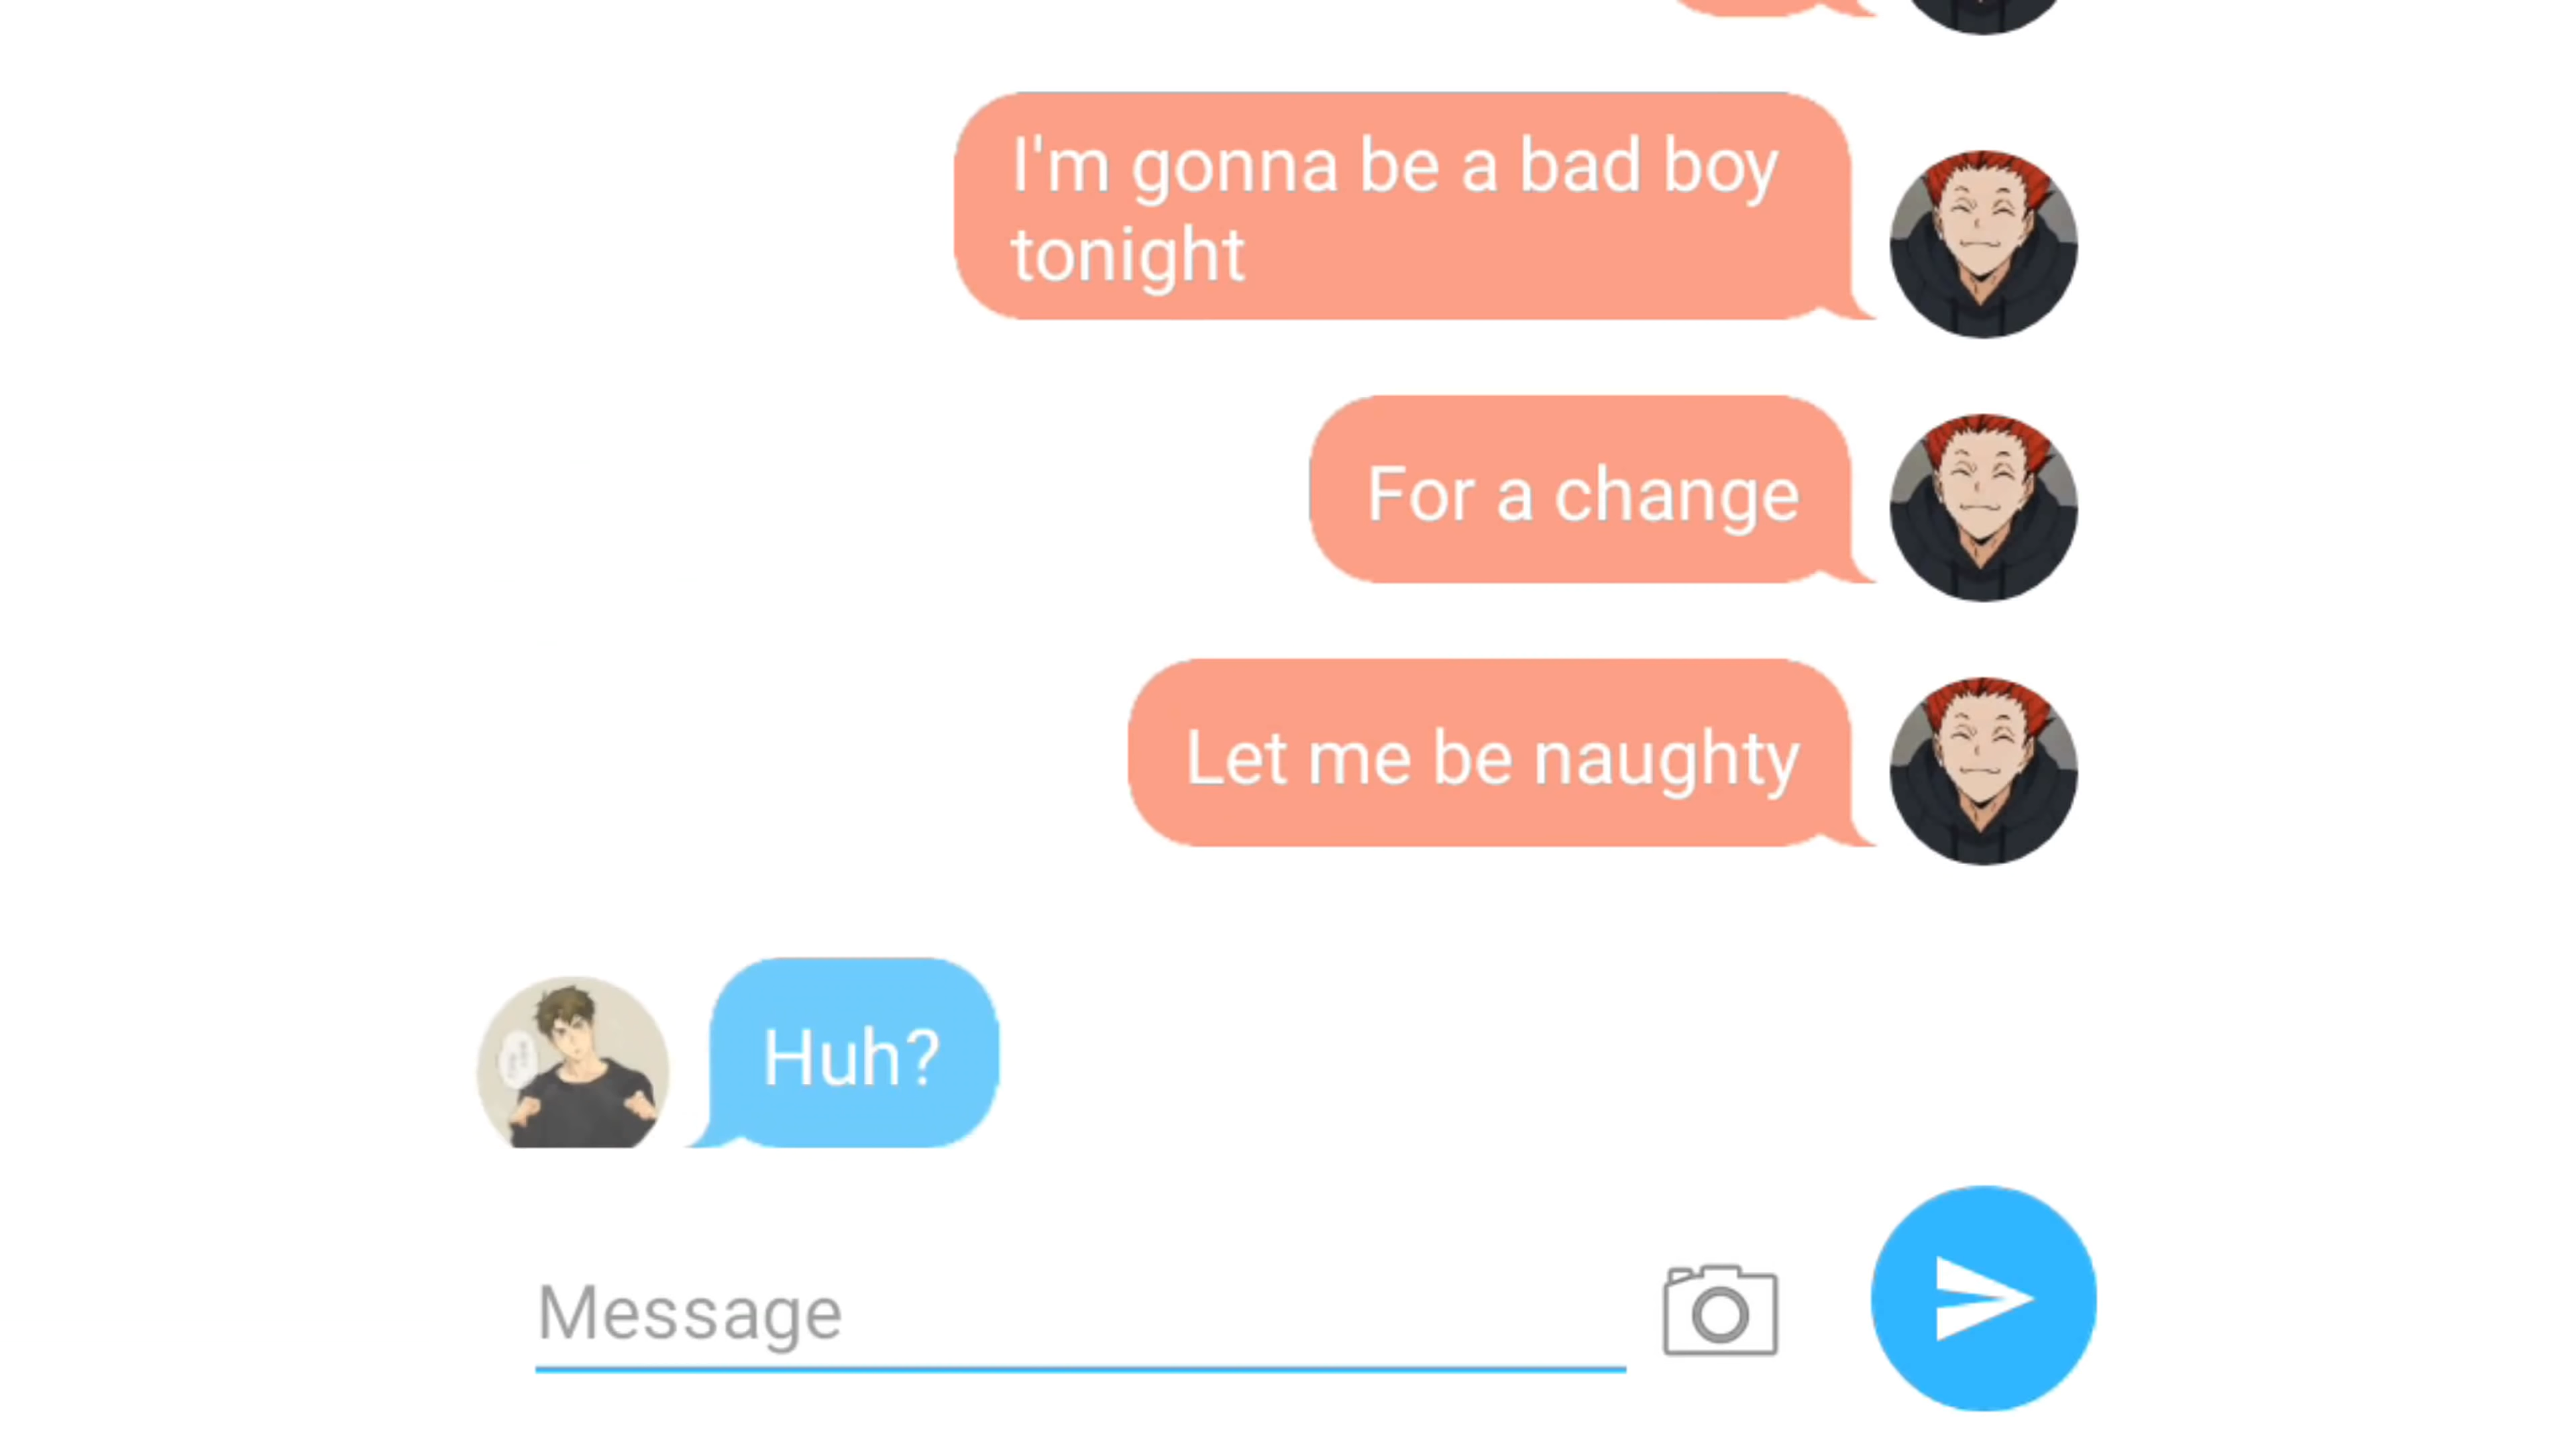 I'm gonna be a bad boy
tonight
For a change
Let me be naughty
Huh?
Message